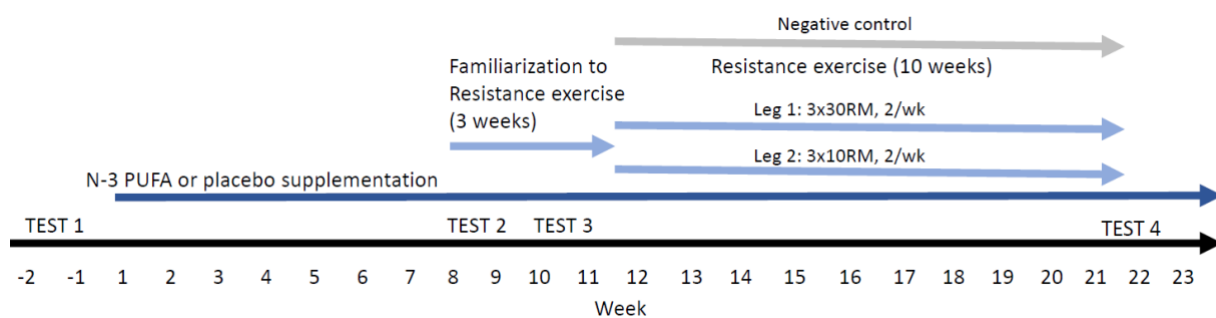 Negative control
Familiarization to
Resistance exercise
(3 weeks)
Resistance exercise (10 weeks)
Leg 1: 3x30RM, 2/wk
Leg 2: 3x10RM, 2/wk
N-3 PUFA or placebo supplementation
TEST 1 TEST 2 TEST 3 TEST 4
-2 -1 1 2 3 4 5 6 7 8 9 10 11 12 13 14 15 16 17 18 19 20 21 22 23
Week